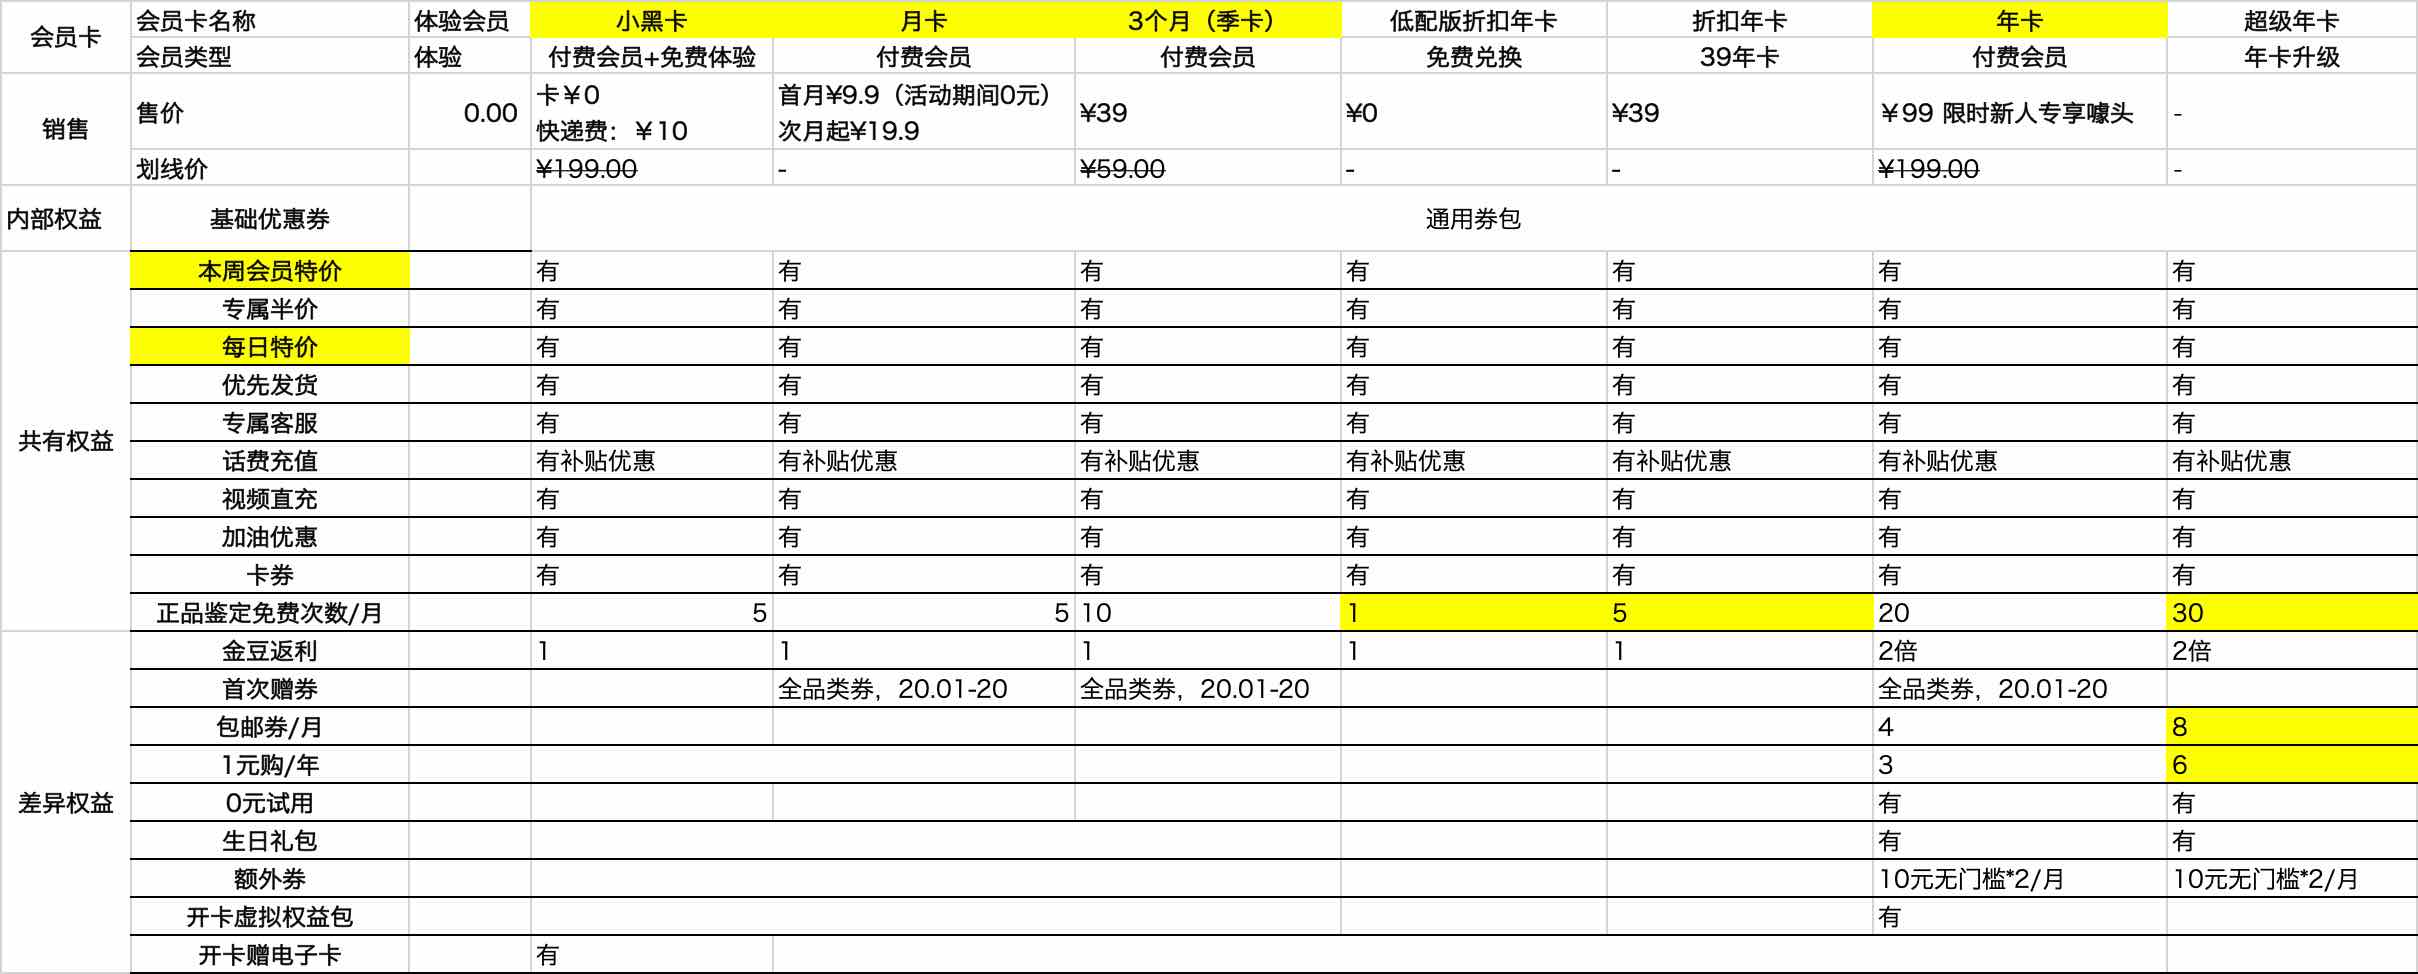 会员卡 会员卡名称 体验会员 小黑卡 月卡 3个月（季卡） 低配版折扣年卡 折扣年卡 年卡 超级年卡
会员类型 体验 付费会员+免费体验 付费会员 付费会员 免费兑换 39年卡 付费会员 年卡升级
销售 售价 0.00 卡￥0 首月¥9.9（活动期间0元） ¥39 ¥0 ¥39 ￥99 限时新人专享噱头 -
快递费：￥10 次月起¥19.9
划线价 ¥199.00 - ¥59.00 - - ¥199.00 -
内部权益 基础优惠券 通用券包
共有权益 本周会员特价 有 有 有 有 有 有 有
专属半价 有 有 有 有 有 有 有
每日特价 有 有 有 有 有 有 有
优先发货 有 有 有 有 有 有 有
专属客服 有 有 有 有 有 有 有
话费充值 有补贴优惠 有补贴优惠 有补贴优惠 有补贴优惠 有补贴优惠 有补贴优惠 有补贴优惠
视频直充 有 有 有 有 有 有 有
加油优惠 有 有 有 有 有 有 有
卡券 有 有 有 有 有 有 有
正品鉴定免费次数/月 5 5 10 1 5 20 30
差异权益 金豆返利 1 1 1 1 1 2倍 2倍
首次赠券 全品类券，20.01-20 全品类券，20.01-20 全品类券，20.01-20
包邮券/月 4 8
1元购/年 3 6
0元试用 有 有
生日礼包 有 有
额外券 10元无门槛*2/月 10元无门槛*2/月
开卡虚拟权益包 有
开卡赠电子卡 有